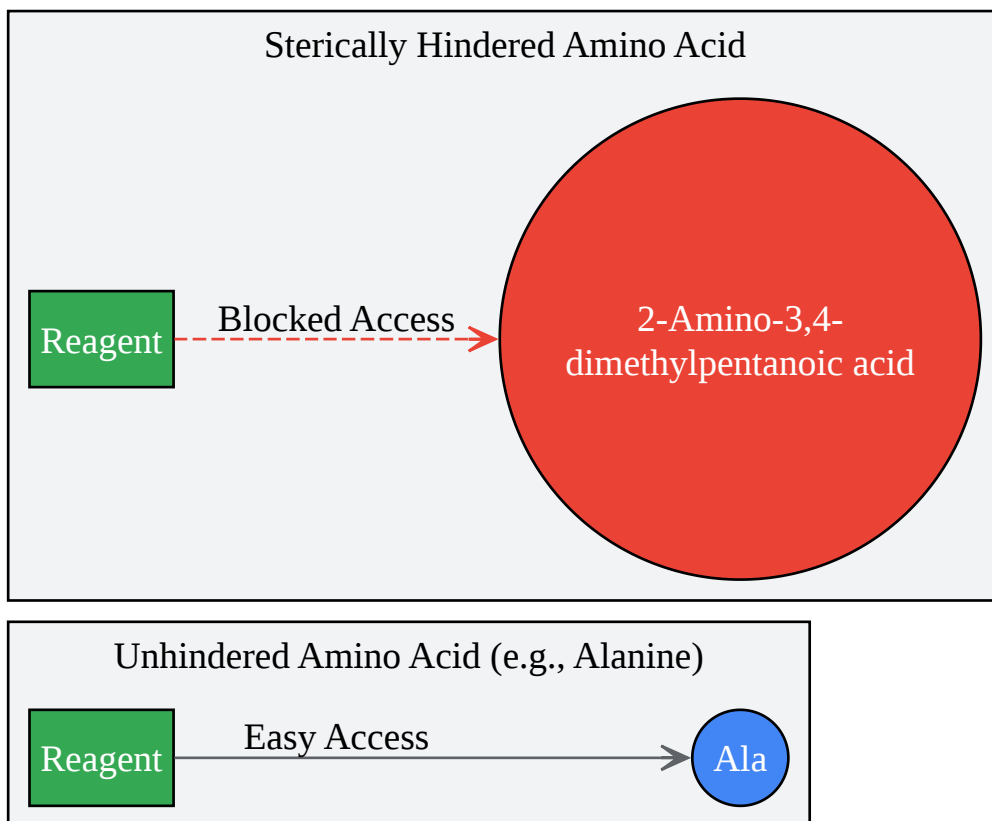 Sterically Hindered Amino Acid
Reagent
Blocked Access
2-Amino-3,4-
dimethylpentanoic acid
Unhindered Amino Acid (e.g., Alanine)
Reagent
Easy Access
Ala